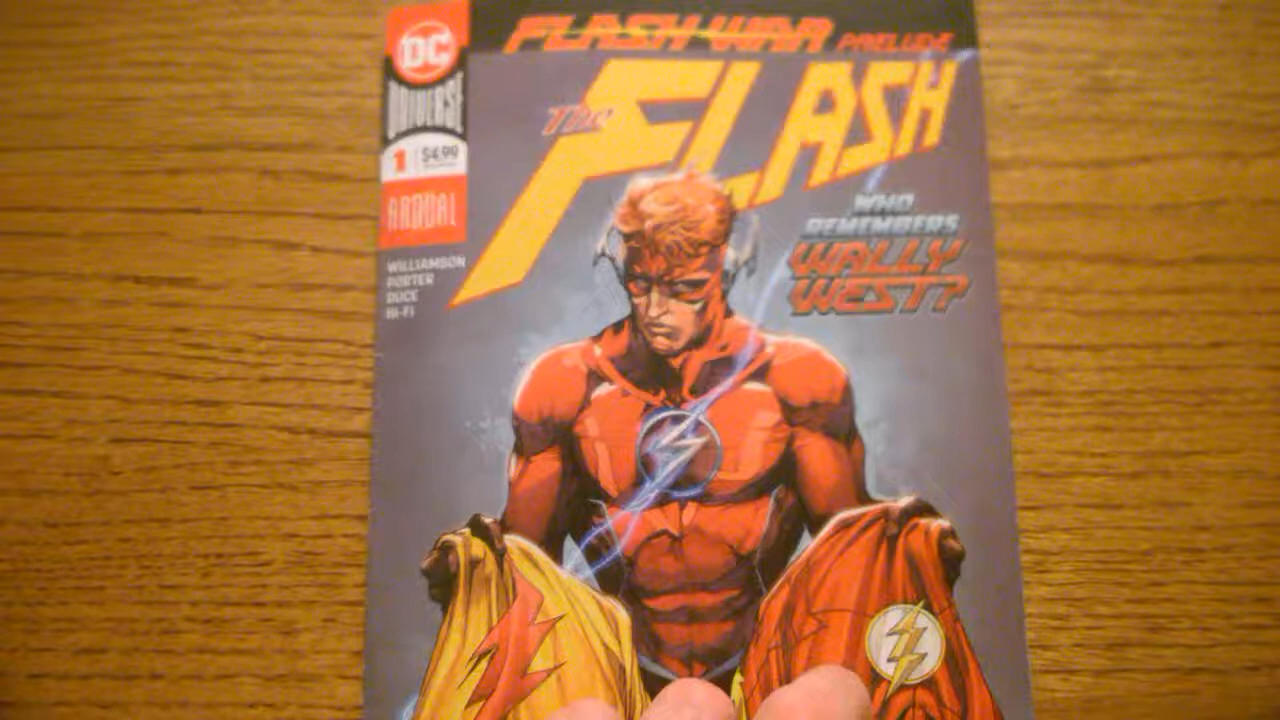 FLASH WAR PRELUDE
DC
UNIVERSE
1 $4.99
ANNUAL
The FLASH
WHO
REMEMBERS
WALLY
WEST?
WILLIAMSON
PORTER
DUCE
HI-FI